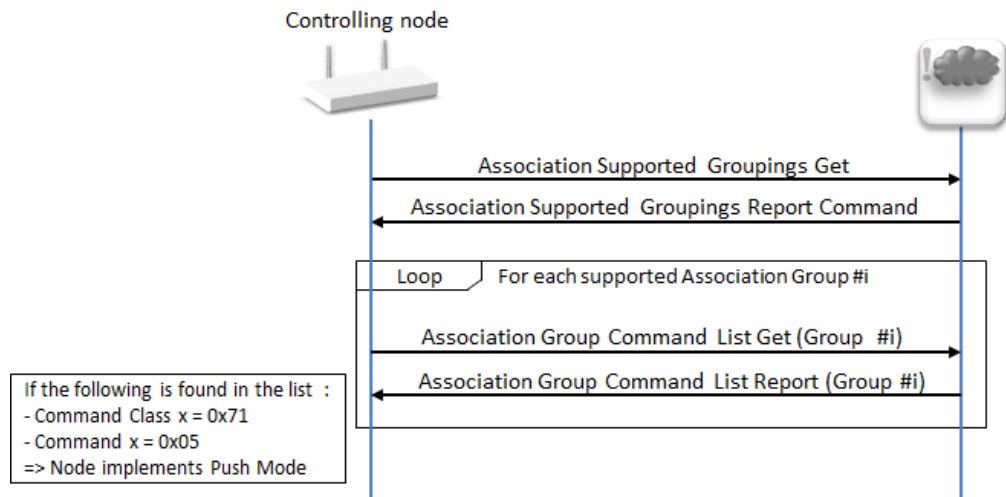 Controlling node
Association Supported Groupings Get
Association Supported Groupings Report Command
Loop
For each supported Association Group #i
Association Group Command List Get (Group #i)
Association Group Command List Report (Group #i)
If the following is found in the list :
- Command Class x = 0x71
- Command x = 0x05
=> Node implements Push Mode